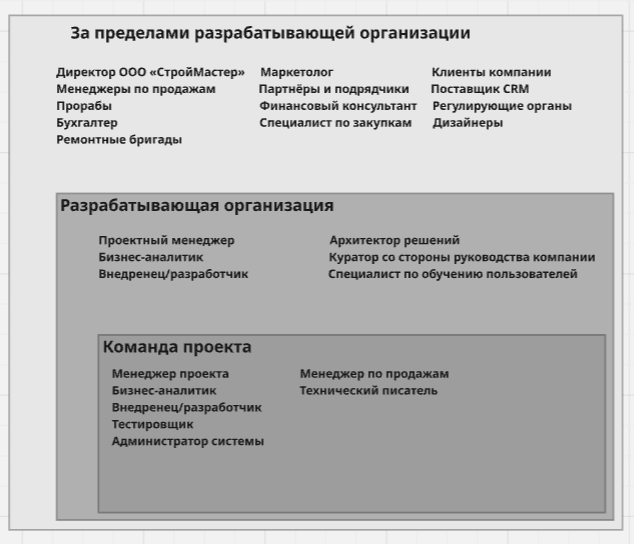 За пределами разрабатывающей организации
Директор ООО «СтройМастер»
Менеджеры по продажам
Прорабы
Бухгалтер
Ремонтные бригады
Маркетолог
Партнёры и подрядчики
Финансовый консультант
Специалист по закупкам
Клиенты компании
Поставщик CRM
Регулирующие органы
Дизайнеры
Разрабатывающая организация
Проектный менеджер
Бизнес-аналитик
Внедренец/разработчик
Архитектор решений
Куратор со стороны руководства компании
Специалист по обучению пользователей
Команда проекта
Менеджер проекта
Бизнес-аналитик
Внедренец/разработчик
Тестировщик
Администратор системы
Менеджер по продажам
Технический писатель